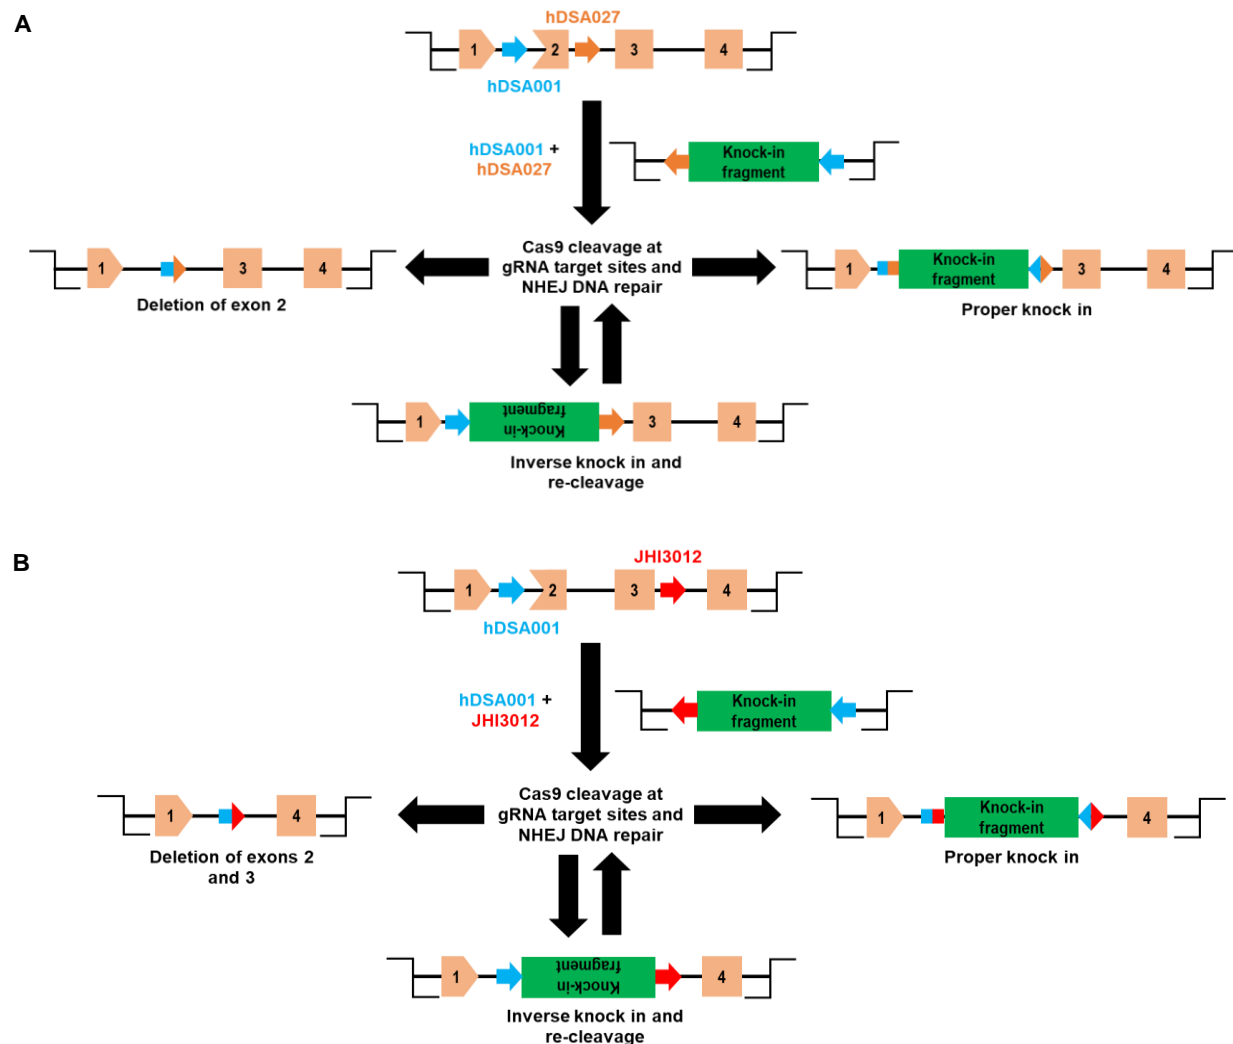 A
hDSA027
1
2
3
4
hDSA001
hDSA001 +
hDSA027
Knock-in
fragment
1
3
4
Deletion of exon 2
Cas9 cleavage at
gRNA target sites and
NHEJ DNA repair
1
Knock-in
fragment
3
4
Proper knock in
1
Knock-in
fragment
3
4
Inverse knock in and
re-cleavage
B
JHI3012
1
2
3
4
hDSA001
hDSA001 +
JHI3012
Knock-in
fragment
1
4
Deletion of exons 2
and 3
Cas9 cleavage at
gRNA target sites and
NHEJ DNA repair
1
Knock-in
fragment
4
Proper knock in
1
Knock-in
fragment
4
Inverse knock in and
re-cleavage